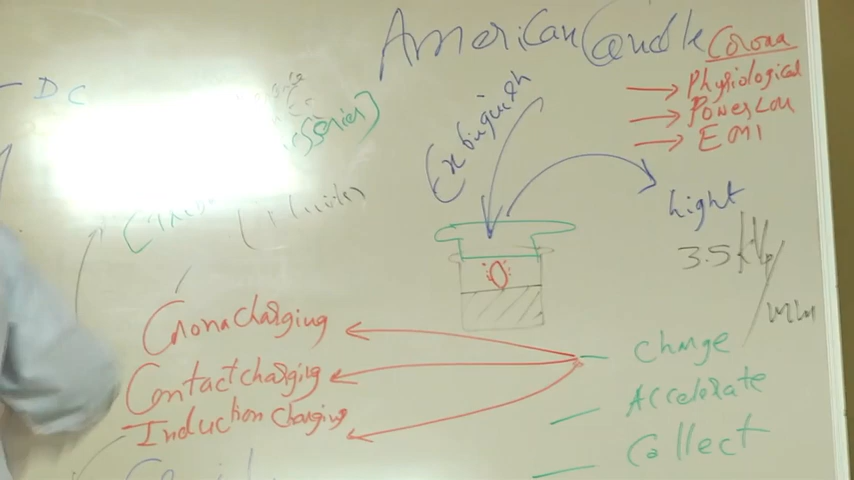 American Candle
Corona
Physiological
Power Loss
EMI
DC
Extinguish
Light
3.5 kV/mm
Corona charging
Contact charging
Induction charging
Charge
Accelerate
Collect